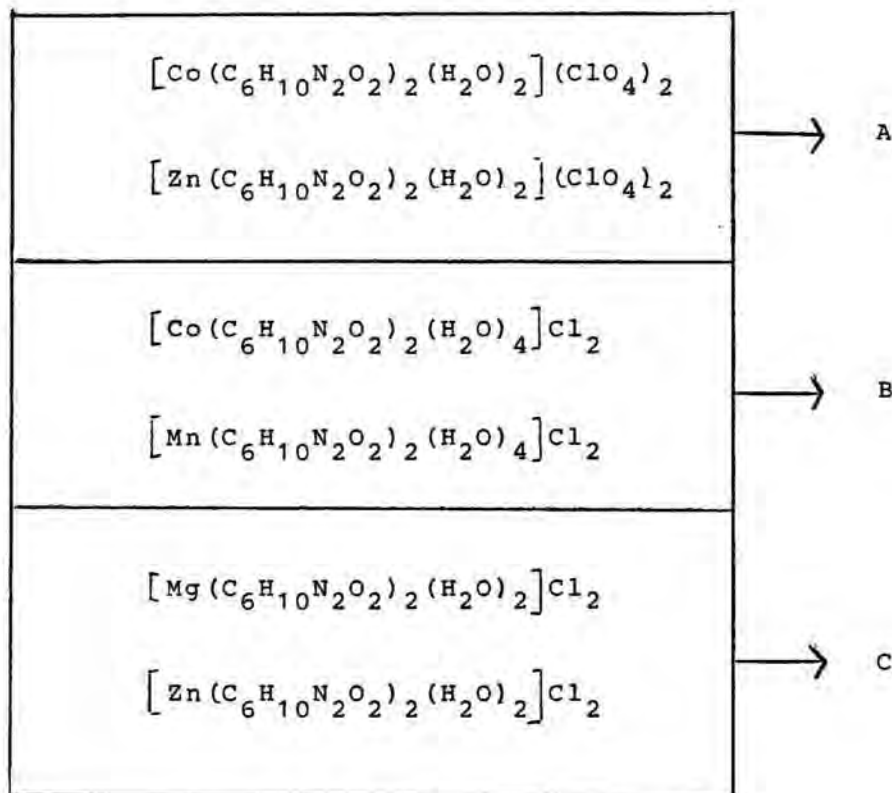 [Co(C6H10N2O2)2(H2O)2](ClO4)2
A
[Zn(C6H10N2O2)2(H2O)2](ClO4)2
[Co(C6H10N2O2)2(H2O)4]Cl2
B
[Mn(C6H10N2O2)2(H2O)4]Cl2
[Mg(C6H10N2O2)2(H2O)2]Cl2
C
[Zn(C6H10N2O2)2(H2O)2]Cl2